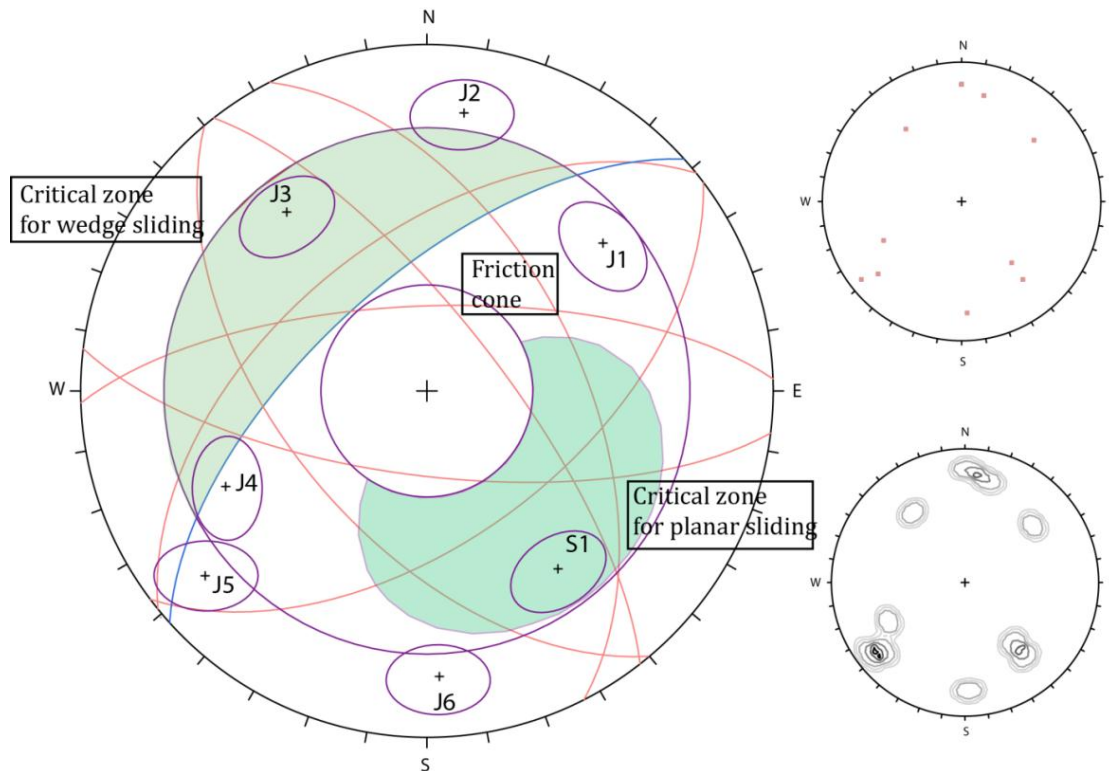 N
J2
Critical zone
for wedge sliding
J3
J1
Friction
cone
W
E
J4
Critical zone
for planar sliding
S1
J5
J6
S
N
W
S
N
W
S